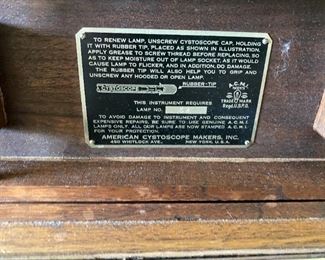 TO RENEW LAMP, UNSCREW CYSTOSCOPE CAP, HOLDING
IT WITH RUBBER TIP, PLACED AS SHOWN IN ILLUSTRATION.
APPLY GREASE TO SCREW THREAD BEFORE REPLACING, SO
AS TO KEEP MOISTURE OUT OF LAMP SOCKET, AS IT WOULD
CAUSE LAMP TO FLICKER, AND IN ADDITION, DO DAMAGE.
THE RUBBER TIP WILL ALSO HELP YOU TO GRIP AND
UNSCREW ANY HOODED OR OPEN LAMP.
RUBBER-TIP
CYSTOSCOPE
THIS INSTRUMENT REQUIRES
LAMP NO.
TRADE MARK
Reg.U.S.P.O.
TO AVOID DAMAGE TO INSTRUMENT AND CONSEQUENT
EXPENSIVE REPAIRS, BE SURE TO USE GENUINE A.C.M.I.
LAMPS ONLY. ALL OUR LAMPS ARE NOW STAMPED A.C.M.I.
FOR YOUR PROTECTION.
AMERICAN CYSTOSCOPE MAKERS, INC.
450 WHITLOCK AVE., NEW YORK, U.S.A.